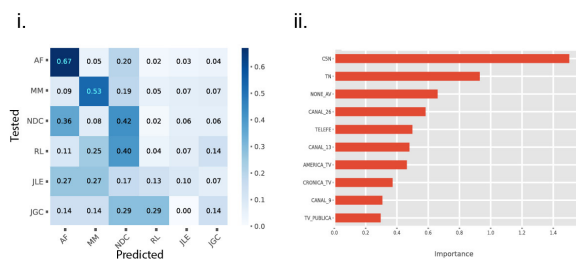 i.
AF
0.67 0.05 0.20 0.02 0.03 0.04
MM
0.09 0.53 0.19 0.05 0.07 0.07
NDC
0.36 0.08 0.42 0.02 0.06 0.06
RL
0.11 0.25 0.40 0.04 0.07 0.14
JLE
0.27 0.27 0.17 0.13 0.10 0.07
JGC
0.14 0.14 0.29 0.29 0.00 0.14
Tested
AF MM NDC RL JLE JGC
Predicted
0.6
0.5
0.4
0.3
0.2
0.1
0.0
ii.
CSN
TN
NONE_AV
CANAL_26
TELEFE
CANAL_13
AMERICA_TV
CRONICA_TV
CANAL_9
TV_PUBLICA
0.0 0.2 0.4 0.6 0.8 1.0 1.2 1.4
Importance